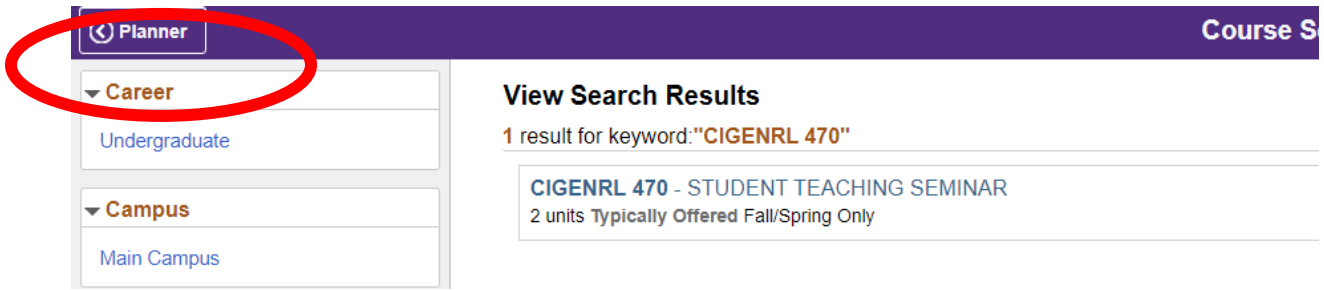 Planner
Course S
Career
Undergraduate
Campus
Main Campus
View Search Results
1 result for keyword:"CIGENRL 470"
CIGENRL 470 - STUDENT TEACHING SEMINAR
2 units Typically Offered Fall/Spring Only